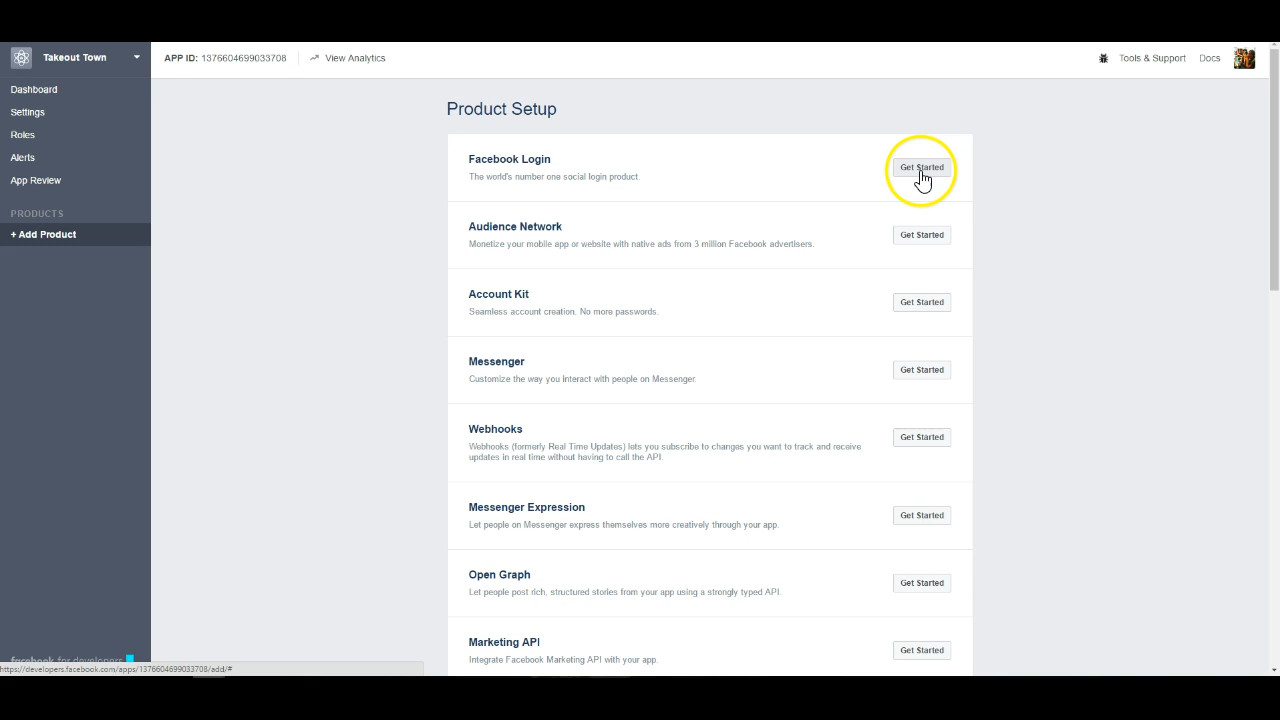 Takeout Town
APP ID: 1376604699033708
View Analytics
Tools & Support
Docs
Dashboard
Settings
Roles
Alerts
App Review
PRODUCTS
+ Add Product
Product Setup
Facebook Login
The world's number one social login product.
Get Started
Audience Network
Monetize your mobile app or website with native ads from 3 million Facebook advertisers.
Get Started
Account Kit
Seamless account creation. No more passwords.
Get Started
Messenger
Customize the way you interact with people on Messenger.
Get Started
Webhooks
Webhooks (formerly Real Time Updates) lets you subscribe to changes you want to track and receive
updates in real time without having to call the API.
Get Started
Messenger Expression
Let people on Messenger express themselves more creatively through your app.
Get Started
Open Graph
Let people post rich, structured stories from your app using a strongly typed API.
Get Started
Marketing API
Integrate Facebook Marketing API with your app.
Get Started
facebook for developers
https://developers.facebook.com/apps/1376604699033708/add/#